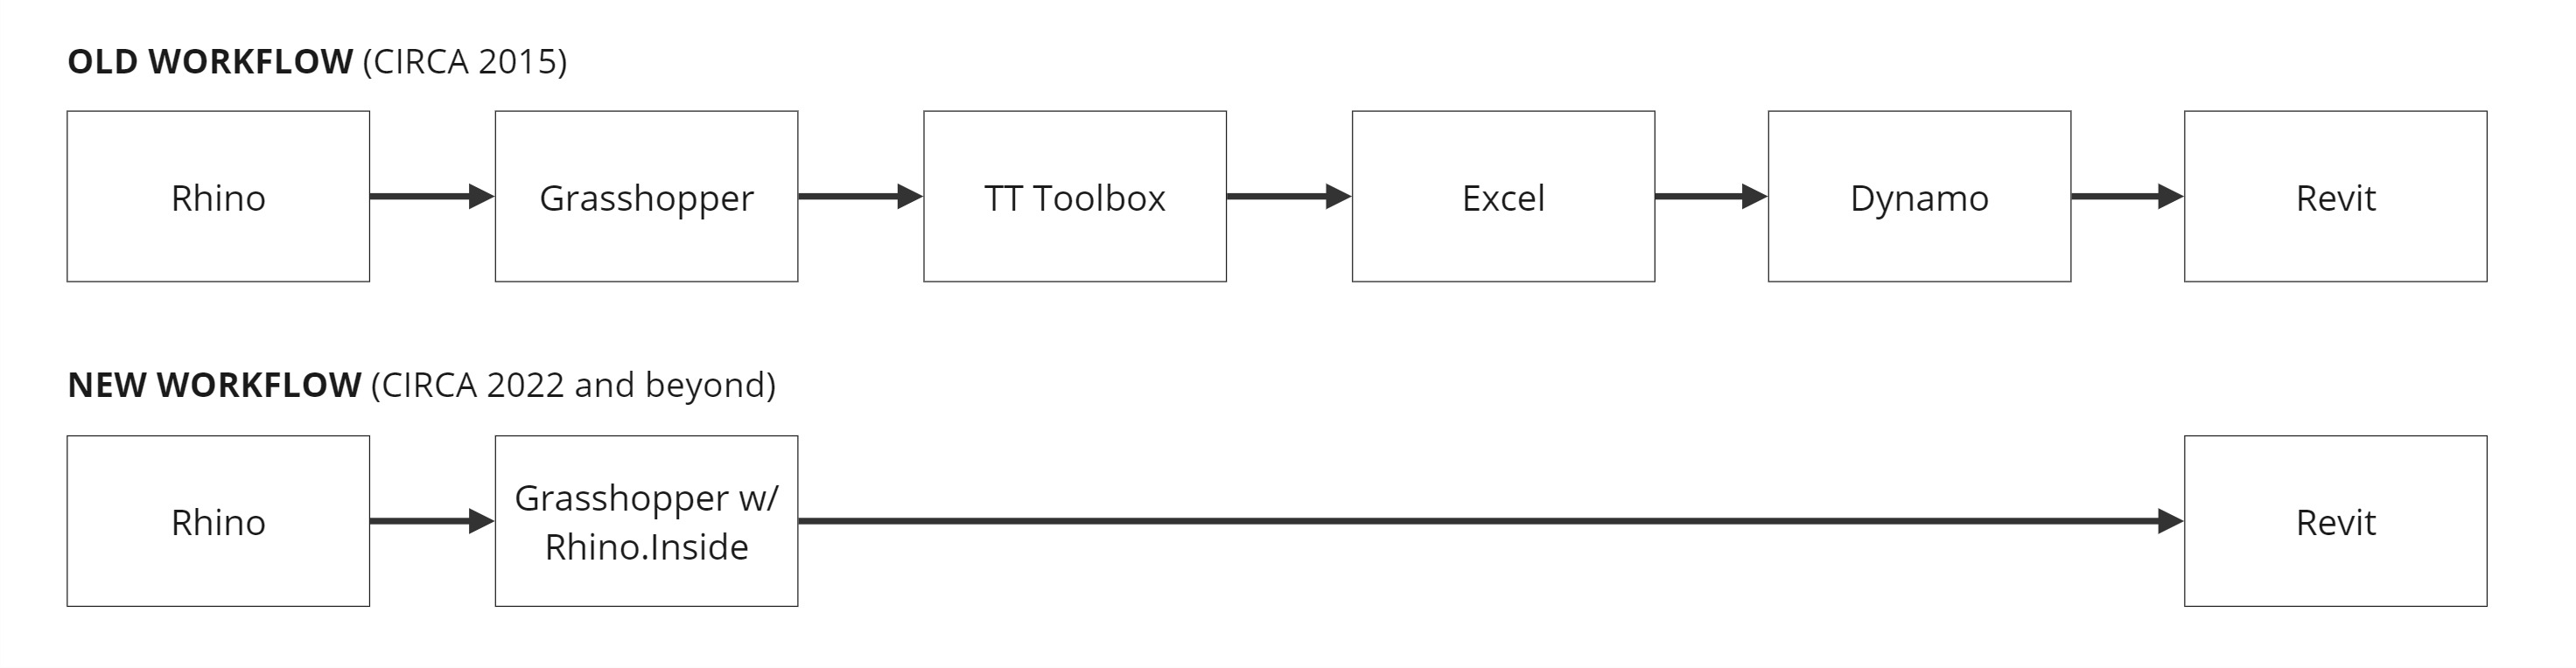 OLD WORKFLOW (CIRCA 2015)
Rhino
Grasshopper
TT Toolbox
Excel
Dynamo
Revit
NEW WORKFLOW (CIRCA 2022 and beyond)
Rhino
Grasshopper w/
Rhino.Inside
Revit